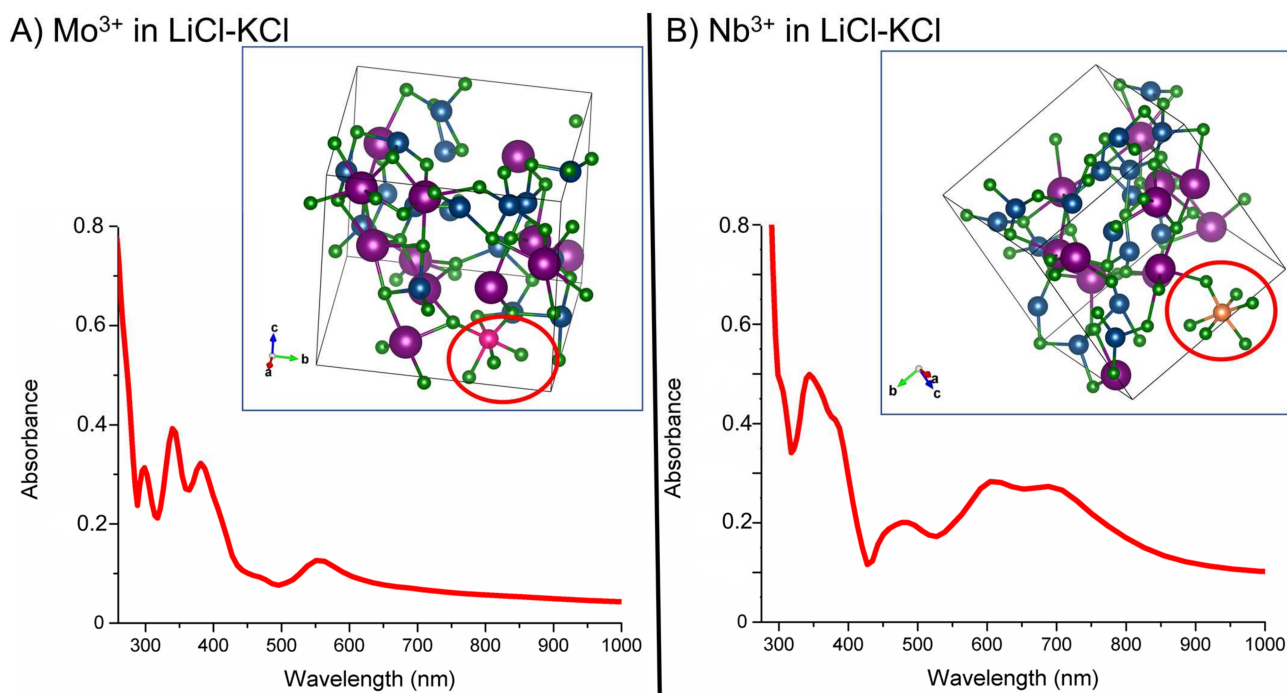 A) Mo³⁺ in LiCl-KCl
c
b
a
0.8
0.6
0.4
0.2
0
Absorbance
300 400 500 600 700 800 900 1000
Wavelength (nm)
B) Nb³⁺ in LiCl-KCl
b
a
c
0.8
0.6
0.4
0.2
0
Absorbance
300 400 500 600 700 800 900 1000
Wavelength (nm)